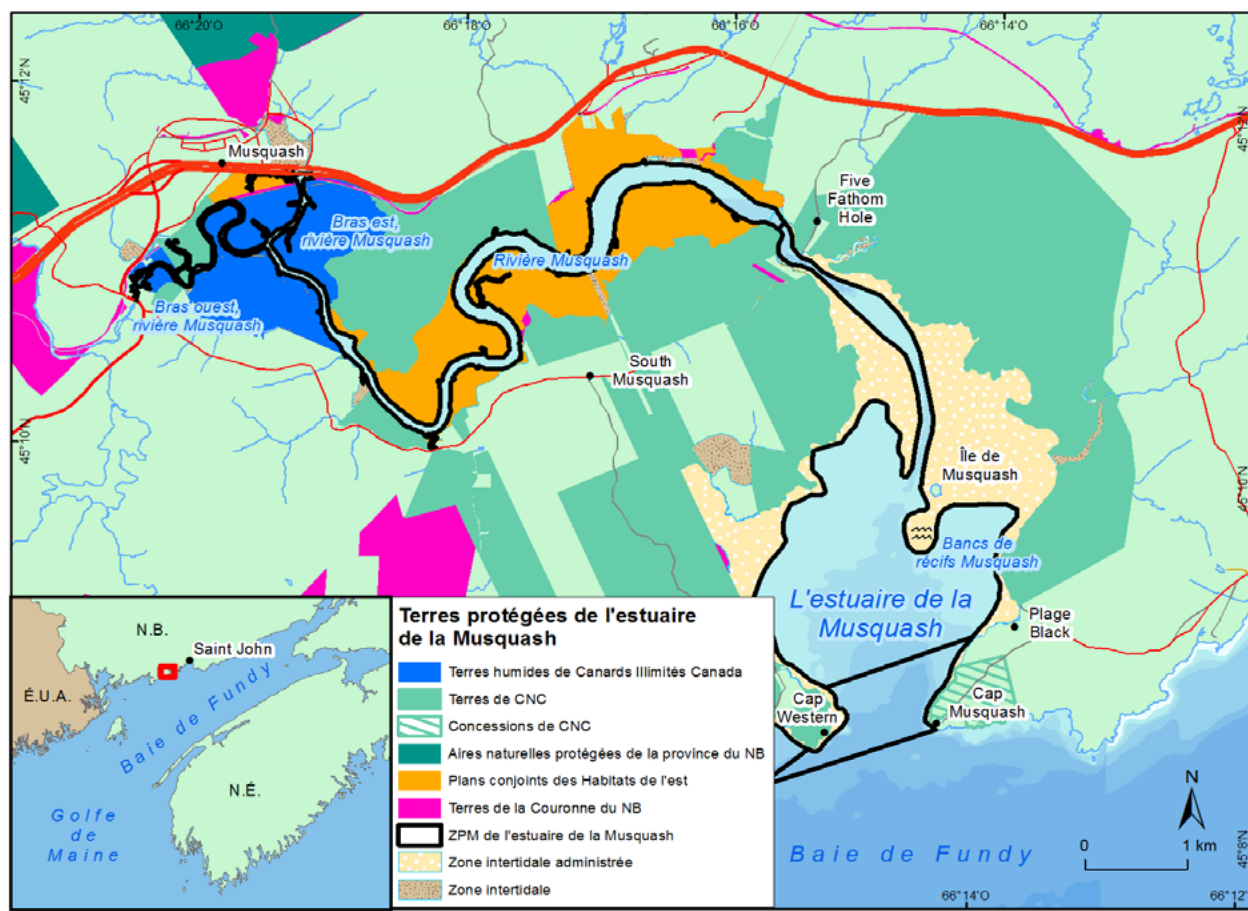 66°20'O
66°18'O
66°16'O
66°14'O
45°12'N
45°12'N
Musquash
Five
Fathom
Hole
Bras est,
rivière Musquash
Rivière Musquash
Bras ouest,
rivière Musquash
South
Musquash
45°10'N
45°10'N
Île de
Musquash
Bancs de
récifs Musquash
L'estuaire de la
Musquash
Plage
Black
Cap
Western
Cap
Musquash
N.B.
Saint John
É.U.A.
Baie de Fundy
N.É.
Golfe
de
Maine
Terres protégées de l'estuaire
de la Musquash
Terres humides de Canards Illimités Canada
Terres de CNC
Concessions de CNC
Aires naturelles protégées de la province du NB
Plans conjoints des Habitats de l'est
Terres de la Couronne du NB
ZPM de l'estuaire de la Musquash
Zone intertidale administrée
Zone intertidale
N
0 1 km
Baie de Fundy
45°8'N
66°14'O
66°12'O